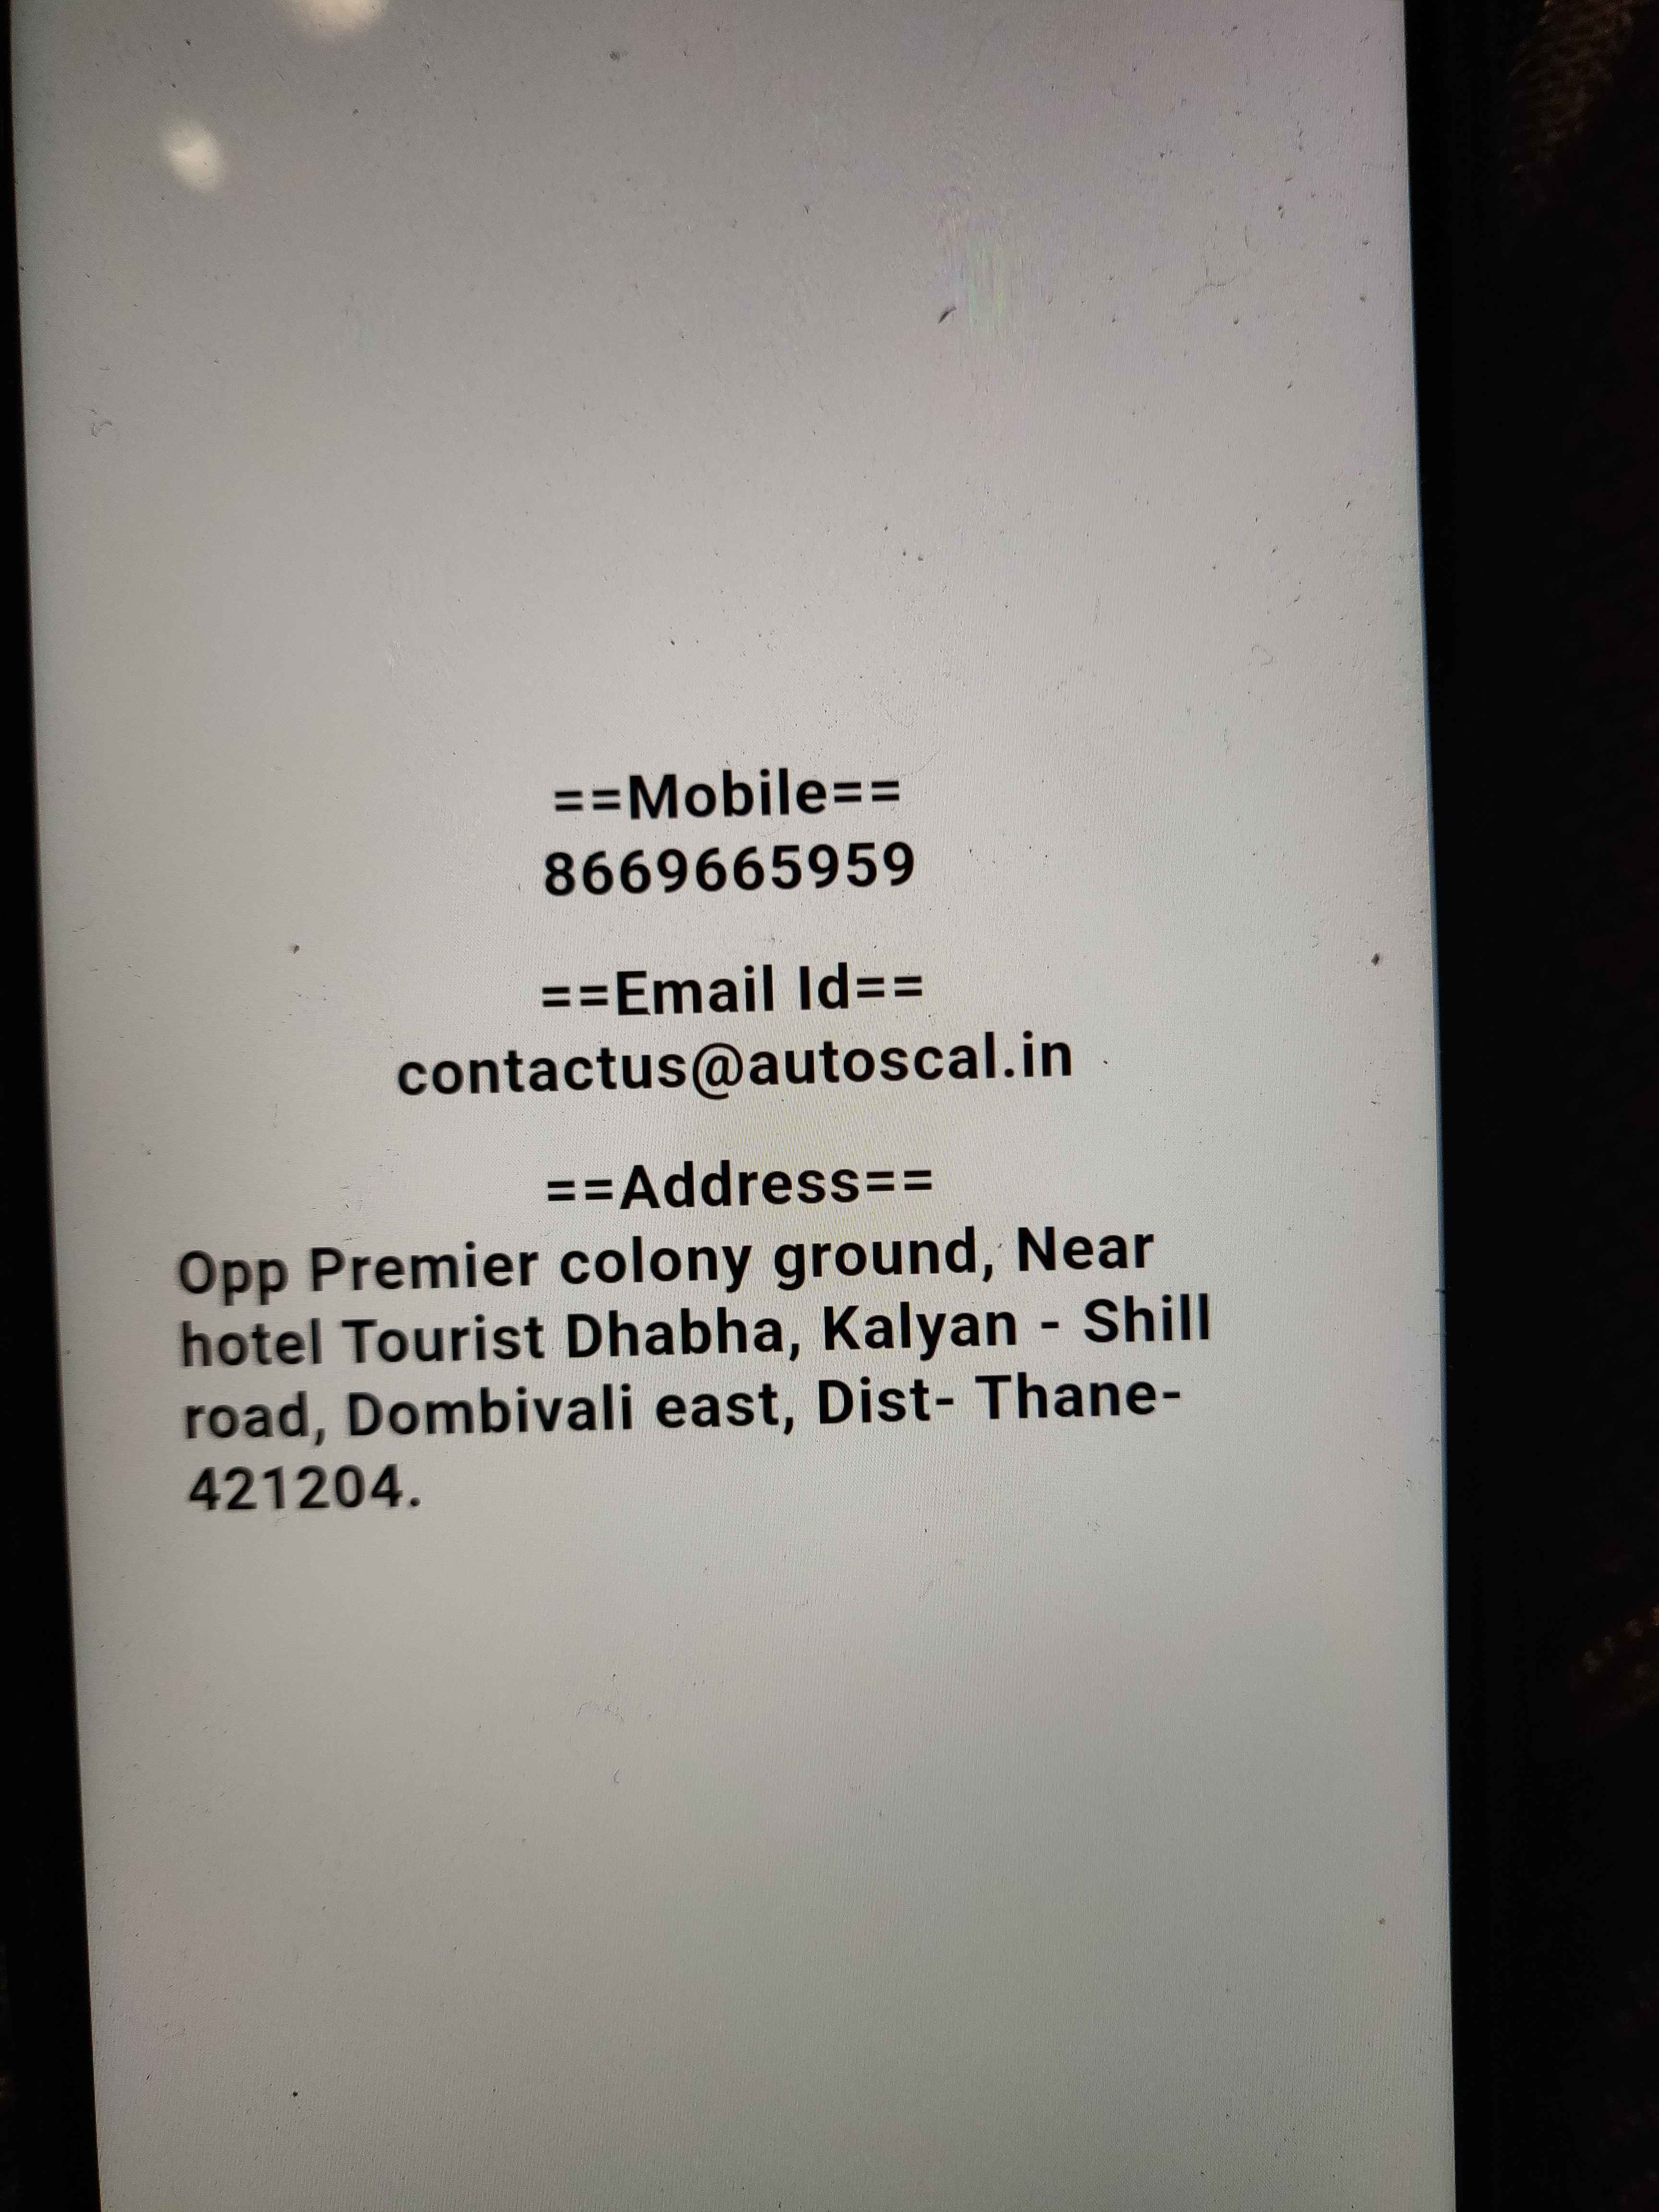 ==Mobile==
8669665959
==Email Id==
contactus@autoscal.in
==Address==
Opp Premier colony ground, Near
hotel Tourist Dhabha, Kalyan - Shill
road, Dombivali east, Dist- Thane-
421204.